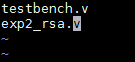 testbench.v
exp2_rsa.v
~
~